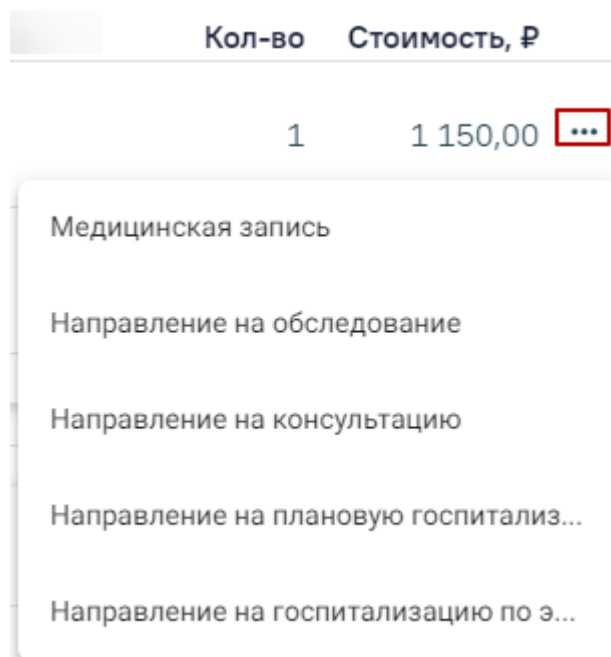 Кол-во Стоимость, ₽
1 1 150,00 ...
Медицинская запись
Направление на обследование
Направление на консультацию
Направление на плановую госпитализ...
Направление на госпитализацию по э...